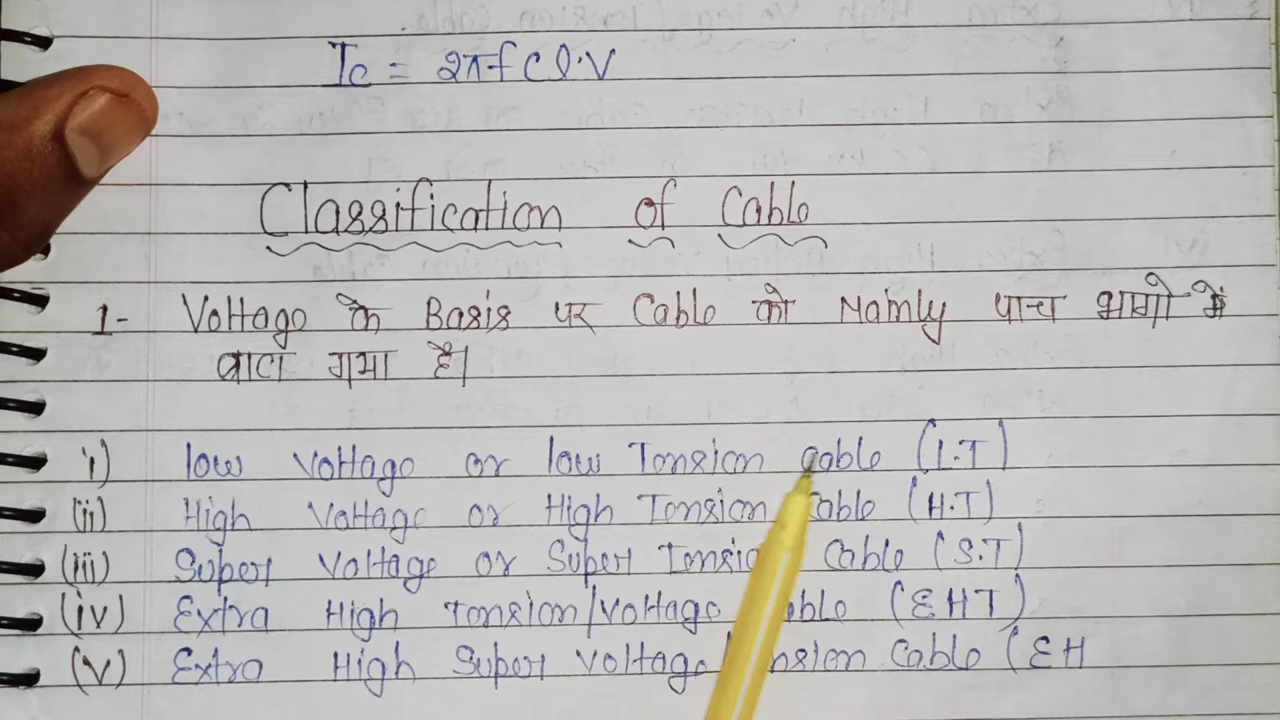 Ic = 2πfCl.V
Classification of Cable
1- Voltage के Basis पर Cable को Mainly पाच भागो में
बाटा गया है।
i) low voltage or low Tension cable (L.T)
(ii) High Voltage or High Tension Cable (H.T)
(iii) Super Voltage or Super Tension Cable (S.T)
(iv) Extra High Tension/voltage Cable (EHT)
(v) Extra High Super voltage/Tension Cable (EH